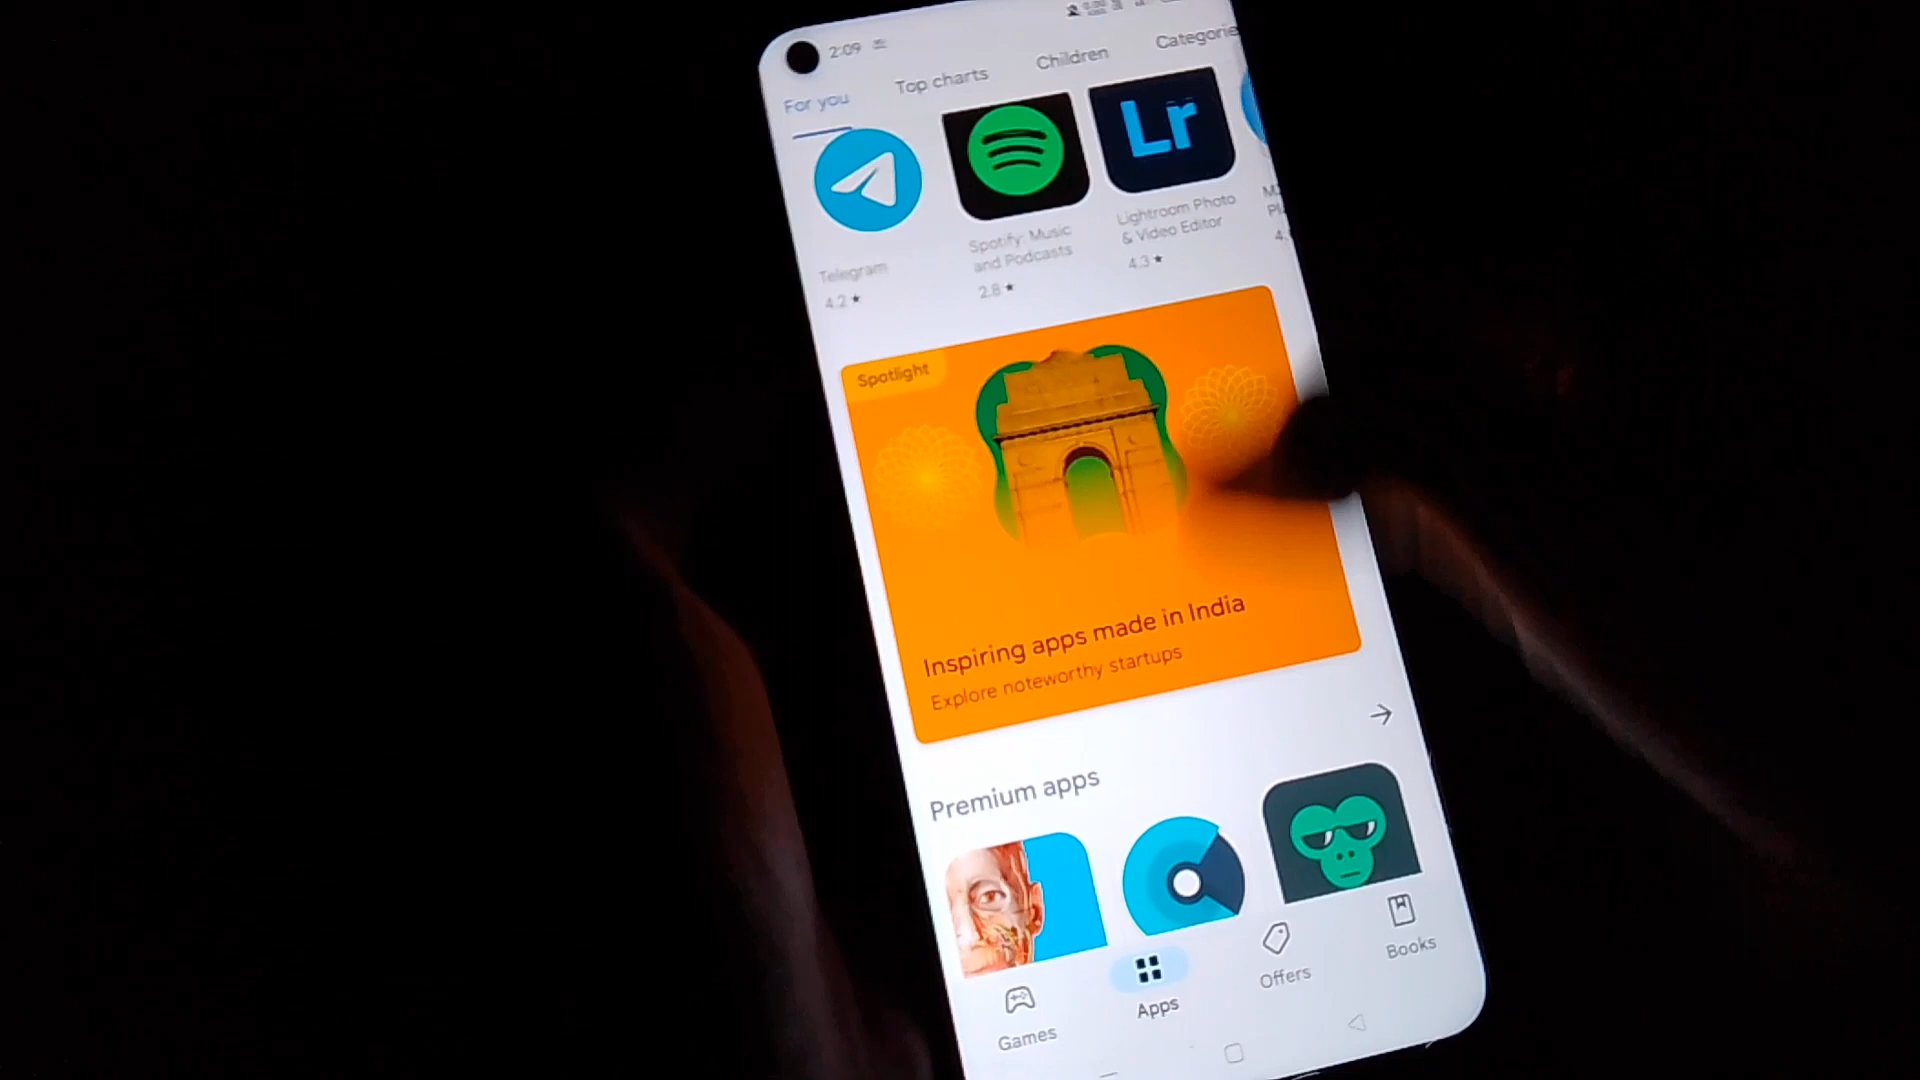 2:09
For you
Top charts
Children
Categorie
Lr
Telegram
4.2 ★
Spotify: Music
and Podcasts
2.8 ★
Lightroom Photo
& Video Editor
4.3 ★
Spotlight
Inspiring apps made in India
Explore noteworthy startups
Premium apps
Games
Apps
Offers
Books